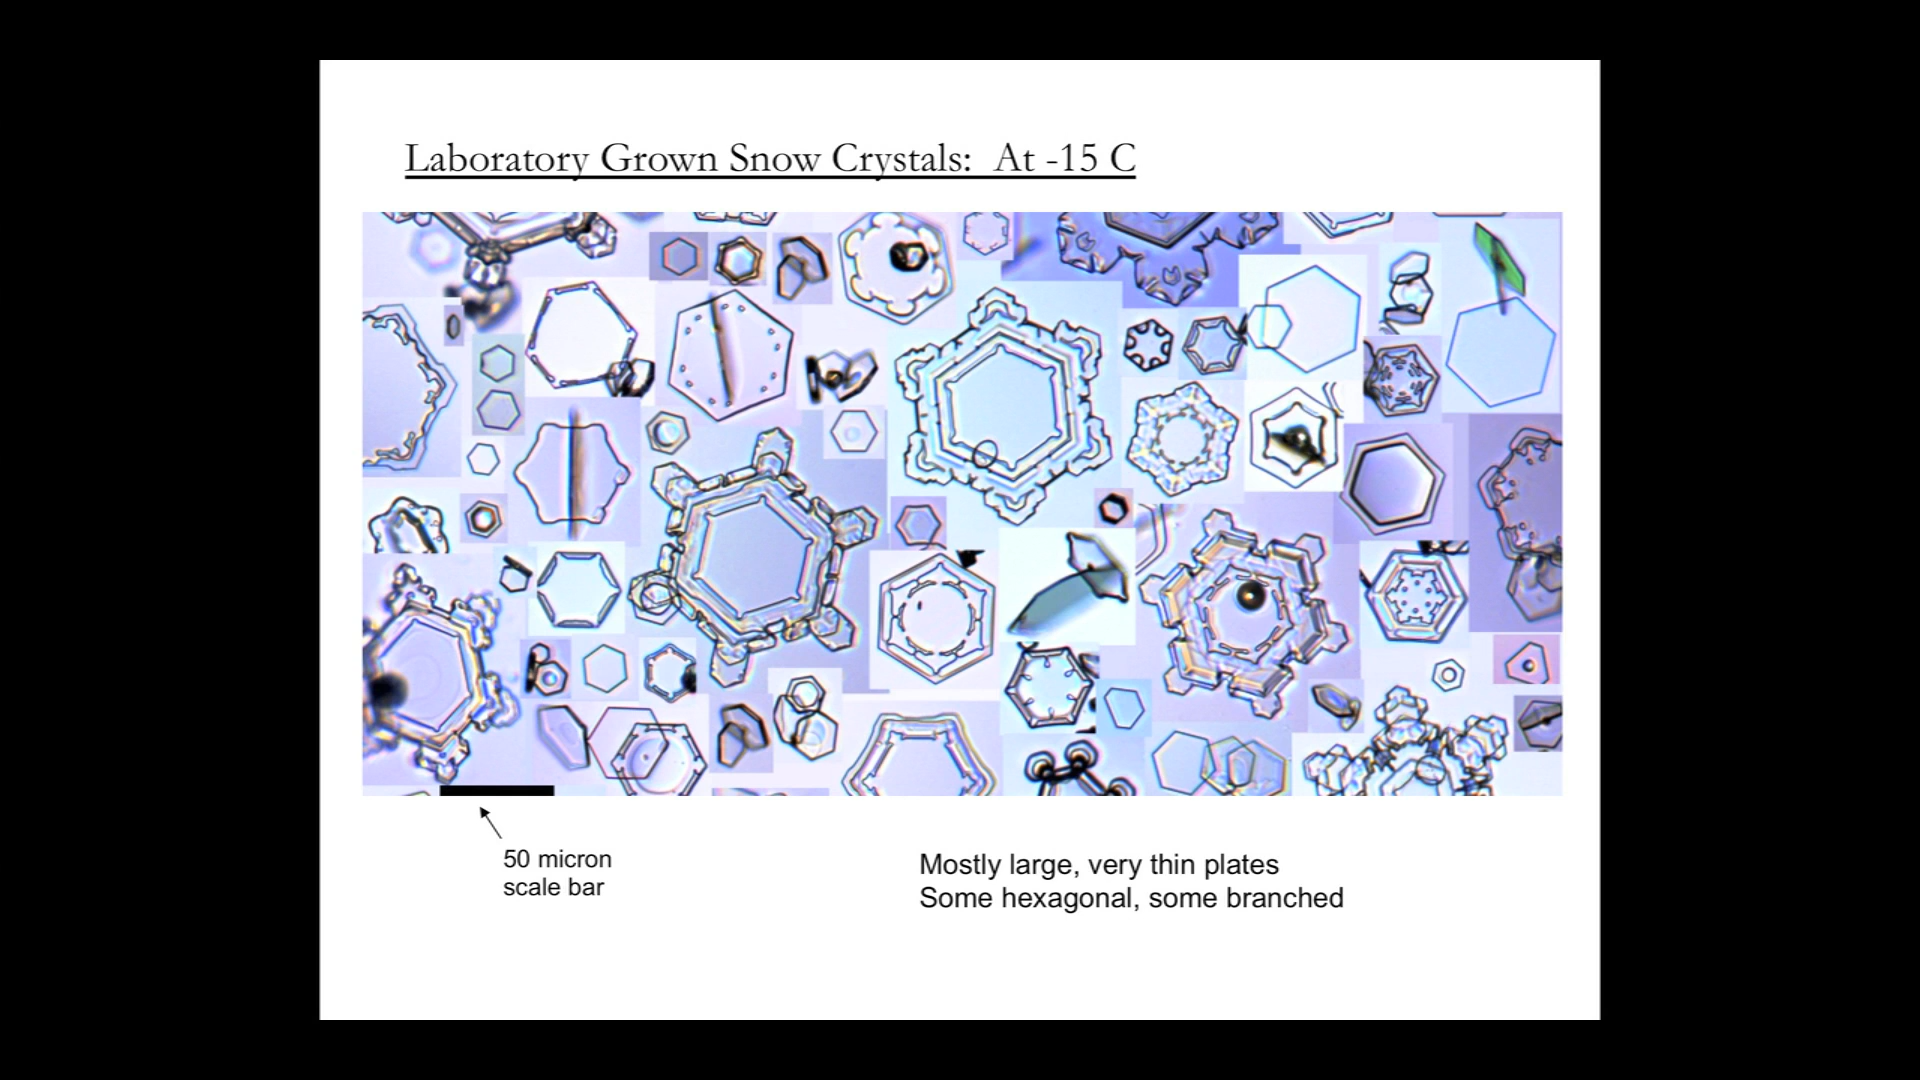 Laboratory Grown Snow Crystals:  At -15 C
50 micron
scale bar
Mostly large, very thin plates
Some hexagonal, some branched